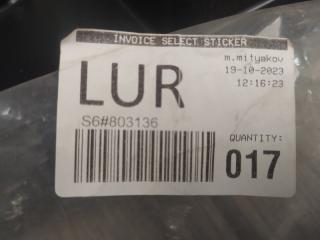 INVOICE SELECT STICKER
m.mityakov
LUR
19-10-2023
12:16:23
S6#803136
QUANTITY:
017